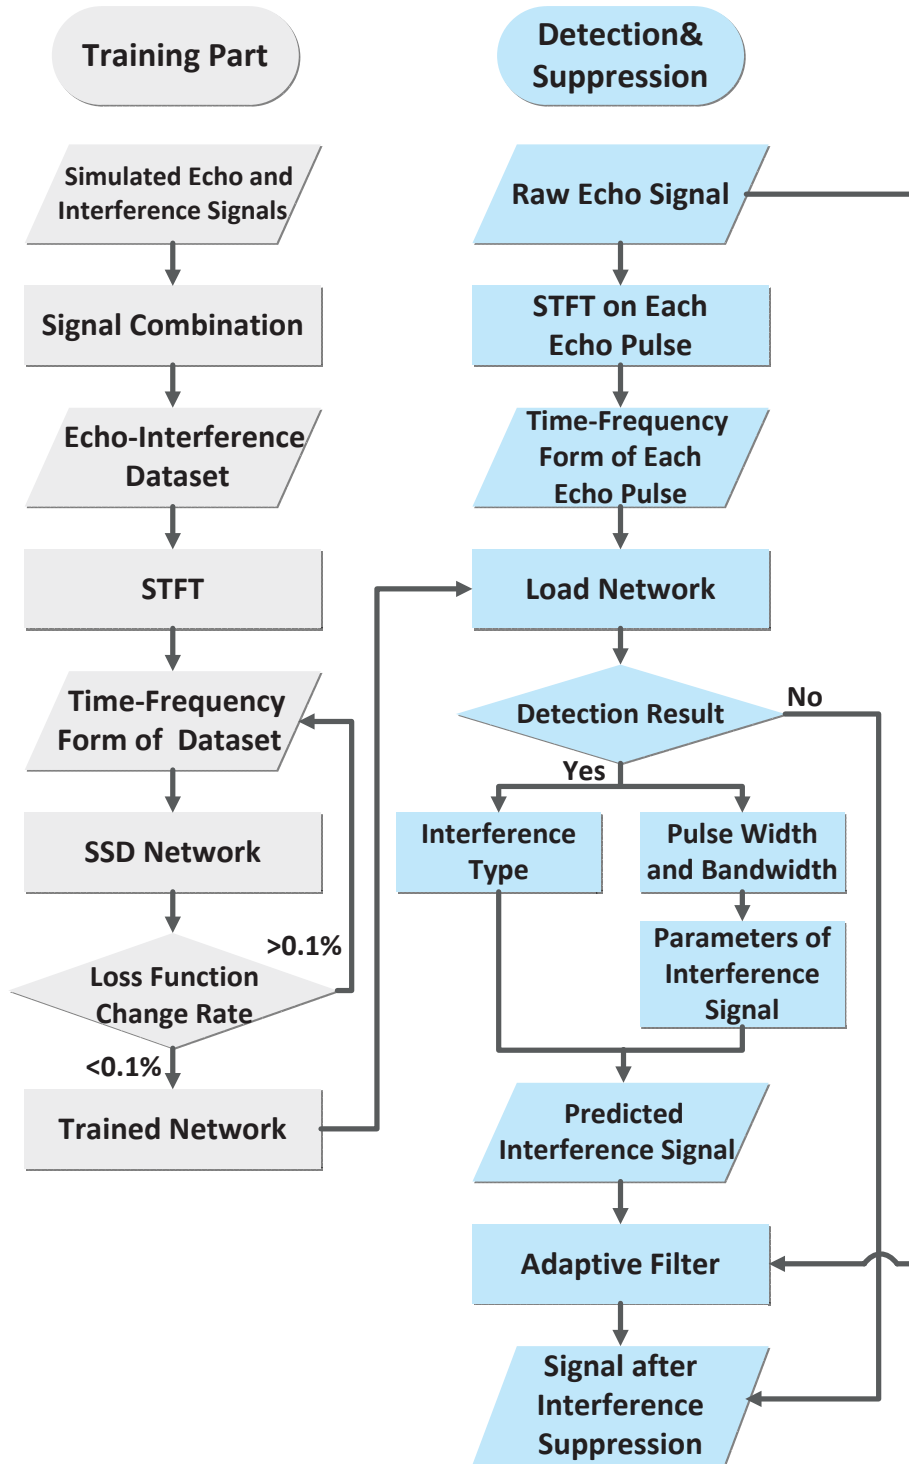 Training Part
Simulated Echo and
Interference Signals
Signal Combination
Echo-Interference
Dataset
STFT
Time-Frequency
Form of Dataset
SSD Network
>0.1%
Loss Function
Change Rate
<0.1%
Trained Network
Detection&
Suppression
Raw Echo Signal
STFT on Each
Echo Pulse
Time-Frequency
Form of Each
Echo Pulse
Load Network
Detection Result
No
Yes
Interference
Type
Pulse Width
and Bandwidth
Parameters of
Interference
Signal
Predicted
Interference Signal
Adaptive Filter
Signal after
Interference
Suppression